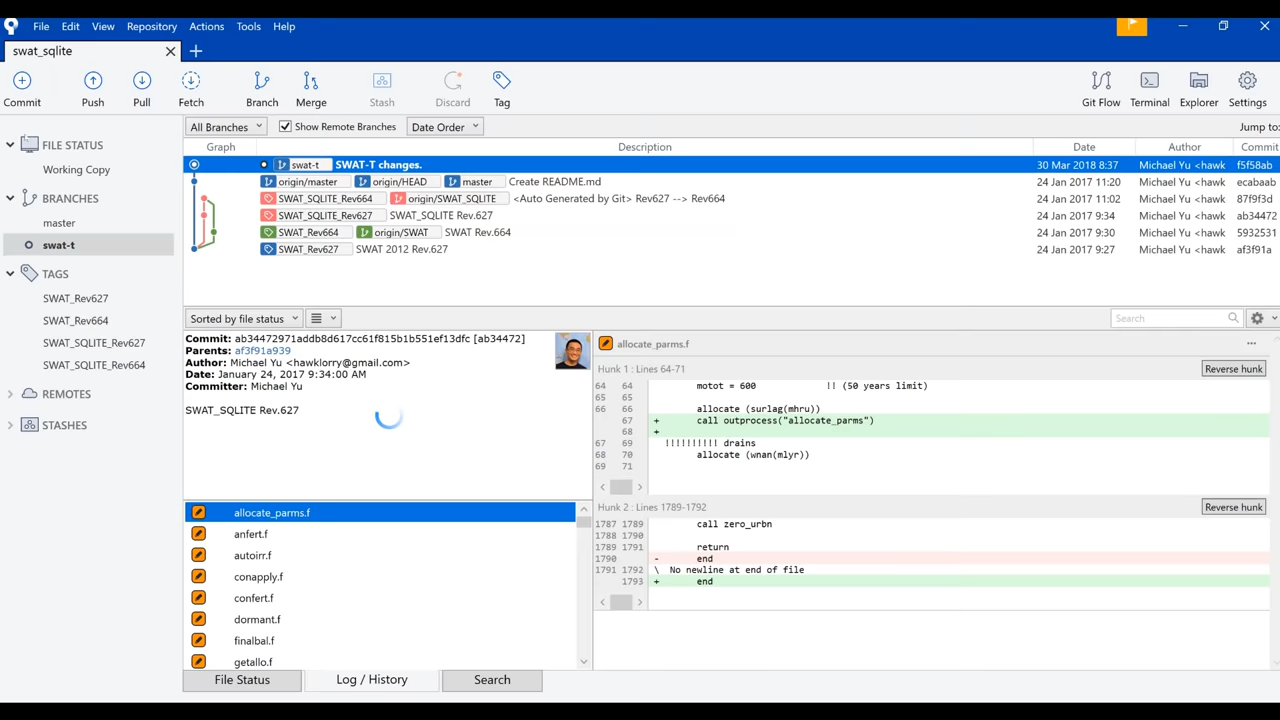 File Edit View Repository Actions Tools Help
swat_sqlite
Commit Push Pull Fetch Branch Merge Stash Discard Tag Git Flow Terminal Explorer Settings
All Branches Show Remote Branches Date Order Jump to:
Graph Description Date Author Commit
swat-t SWAT-T changes. 30 Mar 2018 8:37 Michael Yu <hawk f5f58ab
origin/master origin/HEAD master Create README.md 24 Jan 2017 11:20 Michael Yu <hawk ecabaab
SWAT_SQLITE_Rev664 origin/SWAT_SQLITE <Auto Generated by Git> Rev627 --> Rev664 24 Jan 2017 11:02 Michael Yu <hawk 87f9f3d
SWAT_SQLITE_Rev627 SWAT_SQLITE Rev.627 24 Jan 2017 9:34 Michael Yu <hawk ab34472
SWAT_Rev664 origin/SWAT SWAT Rev.664 24 Jan 2017 9:30 Michael Yu <hawk 5932531
SWAT_Rev627 SWAT 2012 Rev.627 24 Jan 2017 9:27 Michael Yu <hawk af3f91a
FILE STATUS
Working Copy
BRANCHES
master
swat-t
TAGS
SWAT_Rev627
SWAT_Rev664
SWAT_SQLITE_Rev627
SWAT_SQLITE_Rev664
REMOTES
STASHES
Sorted by file status
Search
Commit: ab34472971addb8d617cc61f815b1b551ef13dfc [ab34472]
Parents: af3f91a939
Author: Michael Yu <hawklorry@gmail.com>
Date: January 24, 2017 9:34:00 AM
Committer: Michael Yu
SWAT_SQLITE Rev.627
allocate_parms.f
anfert.f
autoirr.f
conapply.f
confert.f
dormant.f
finalbal.f
getallo.f
allocate_parms.f ...
Hunk 1 : Lines 64-71 Reverse hunk
64 64 motot = 600 !! (50 years limit)
65 65
66 66 allocate (surlag(mhru))
67 + call outprocess("allocate_parms")
68 +
67 69 !!!!!!!!!! drains
68 70 allocate (wnan(mlyr))
69 71
Hunk 2 : Lines 1789-1792 Reverse hunk
1787 1789 call zero_urbn
1788 1790
1789 1791 return
1790 - end
1791 1792 \ No newline at end of file
1793 + end
File Status Log / History Search